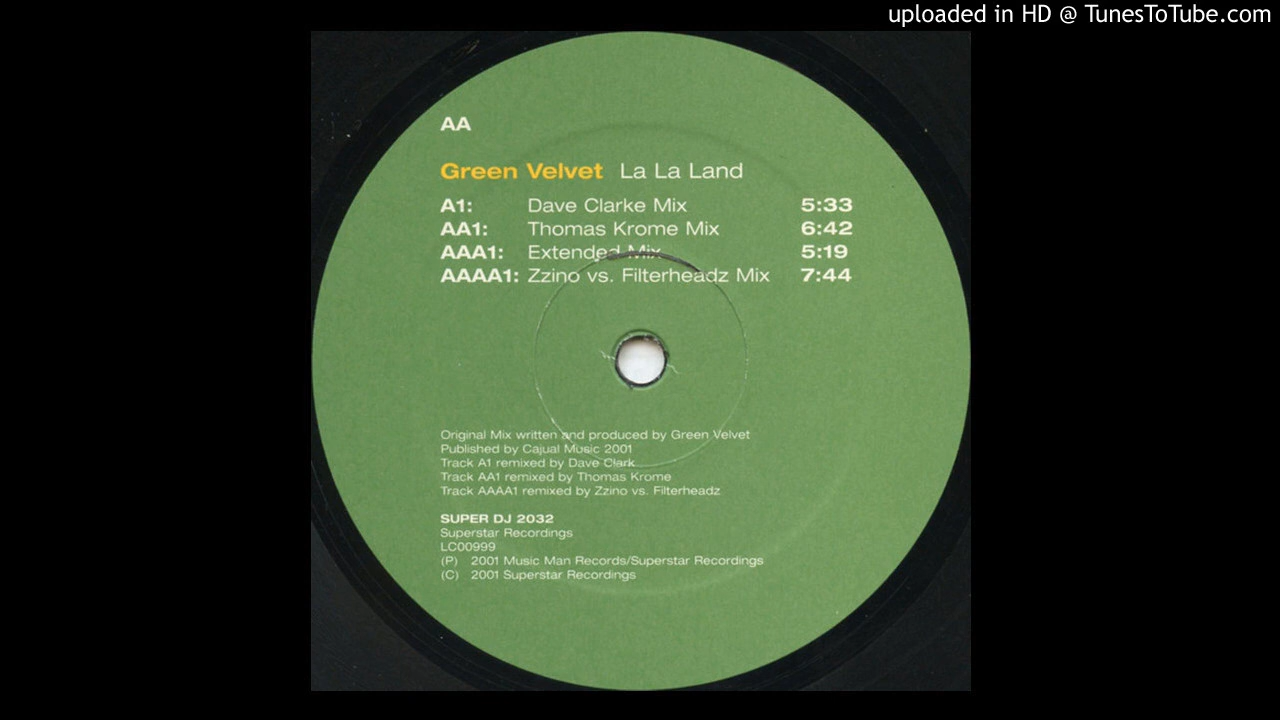 uploaded in HD @ TunesToTube.com
AA
Green Velvet La La Land
A1: Dave Clarke Mix 5:33
AA1: Thomas Krome Mix 6:42
AAA1: Extended Mix 5:19
AAAA1: Zzino vs. Filterheadz Mix 7:44
Original Mix written and produced by Green Velvet
Published by Cajual Music 2001
Track A1 remixed by Dave Clark
Track AA1 remixed by Thomas Krome
Track AAAA1 remixed by Zzino vs. Filterheadz
SUPER DJ 2032
Superstar Recordings
LC00999
(P) 2001 Music Man Records/Superstar Recordings
(C) 2001 Superstar Recordings